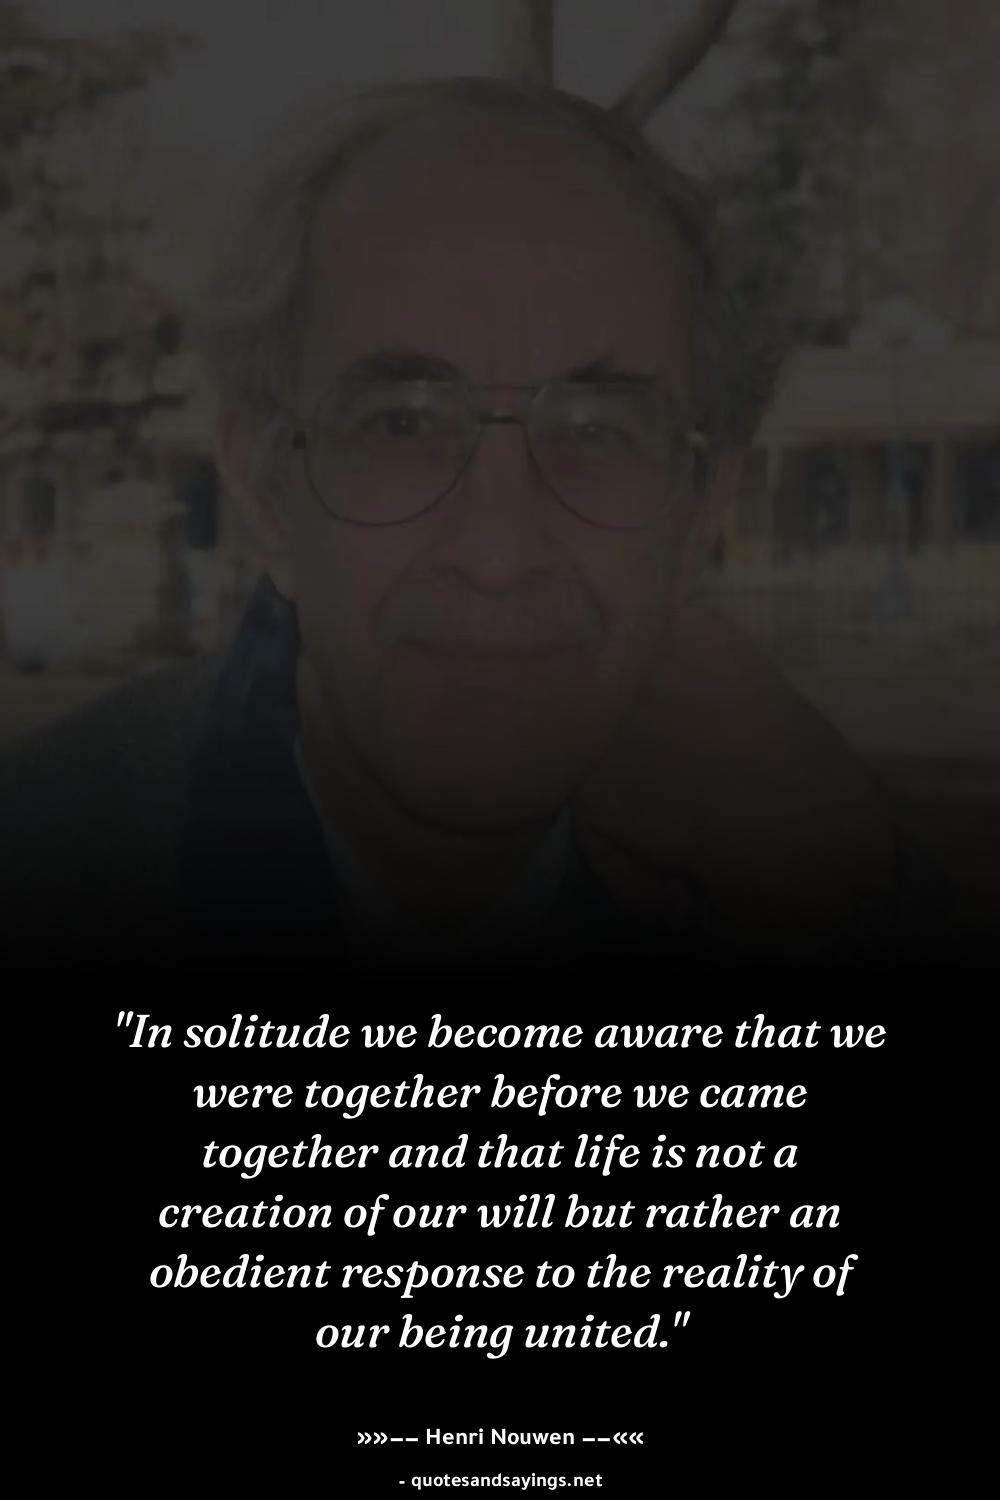 "In solitude we become aware that we
were together before we came
together and that life is not a
creation of our will but rather an
obedient response to the reality of
our being united."
»»−− Henri Nouwen −−««
- quotesandsayings.net